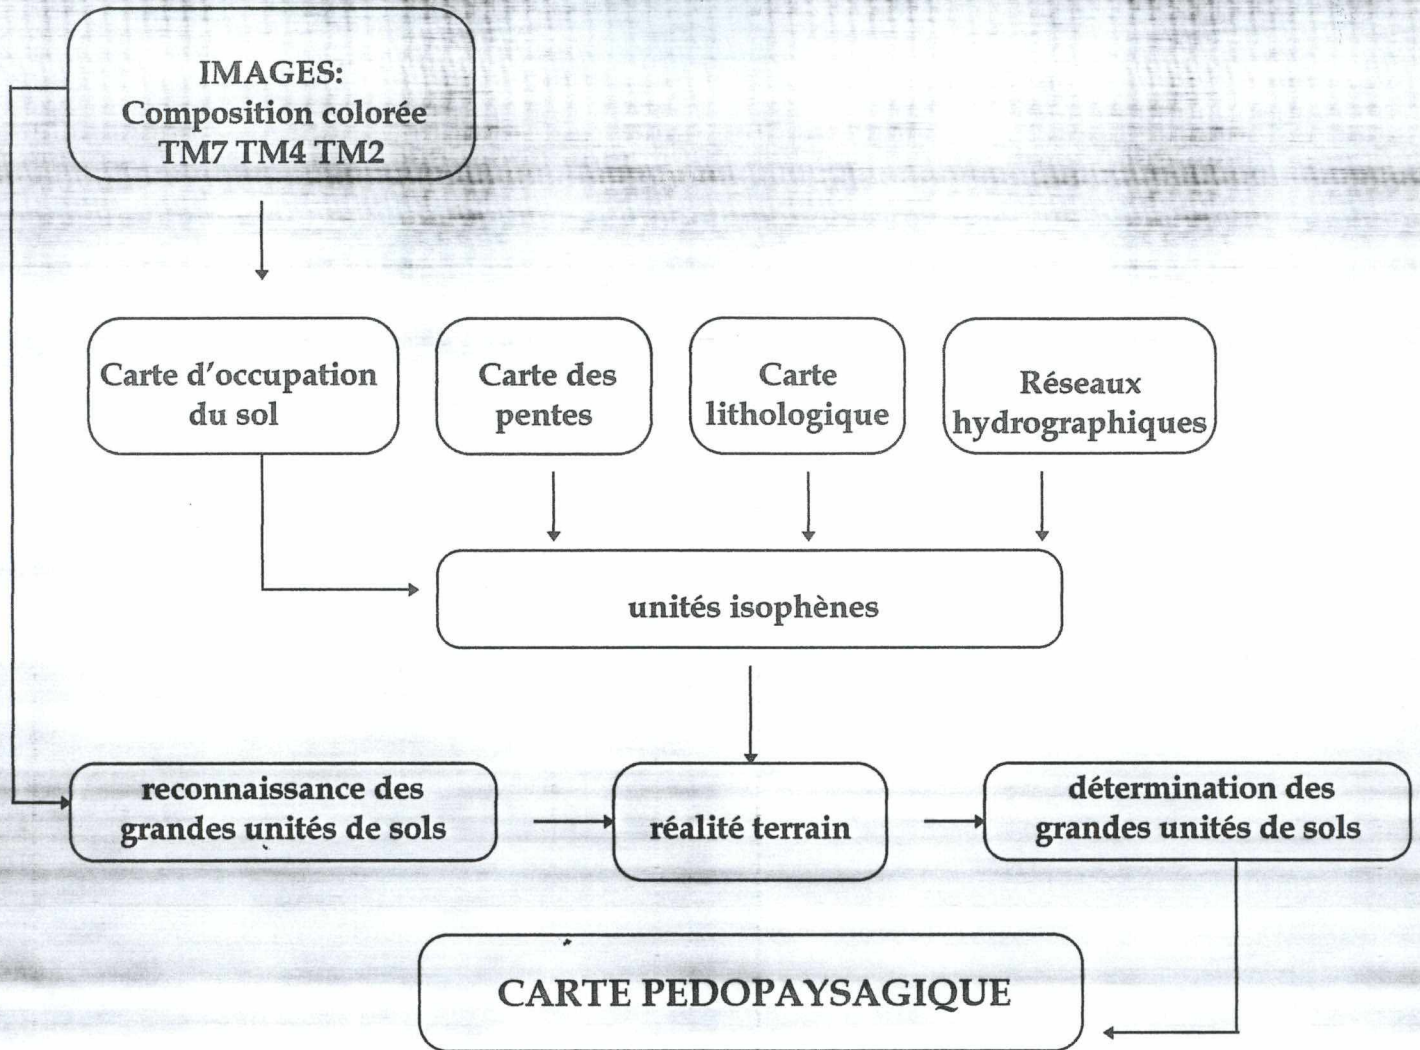 IMAGES:
Composition colorée
TM7 TM4 TM2
Carte d'occupation
du sol
Carte des
pentes
Carte
lithologique
Réseaux
hydrographiques
unités isophènes
reconnaissance des
grandes unités de sols
réalité terrain
détermination des
grandes unités de sols
CARTE PEDOPAYSAGIQUE